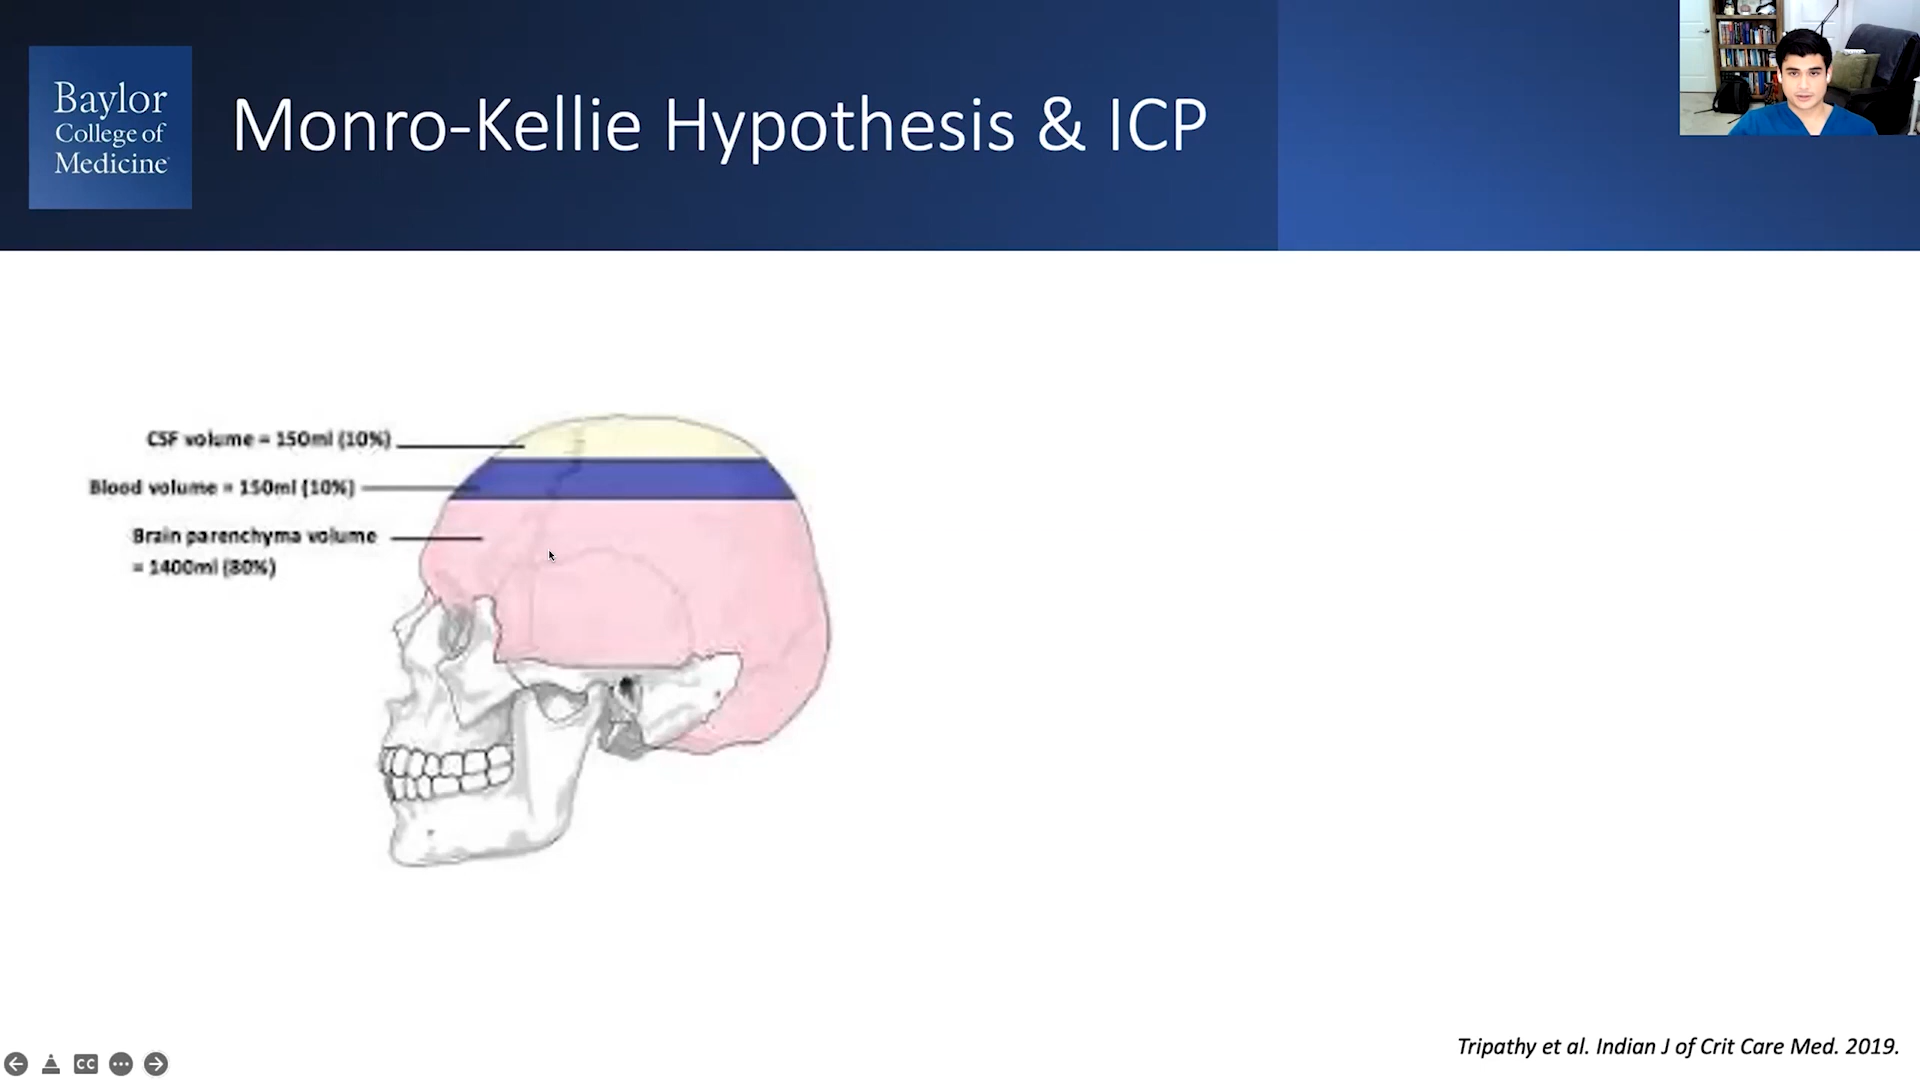 Baylor
College of
Medicine
Monro-Kellie Hypothesis & ICP
CSF volume = 150ml (10%)
Blood volume = 150ml (10%)
Brain parenchyma volume
= 1400ml (80%)
Tripathy et al. Indian J of Crit Care Med. 2019.
CC